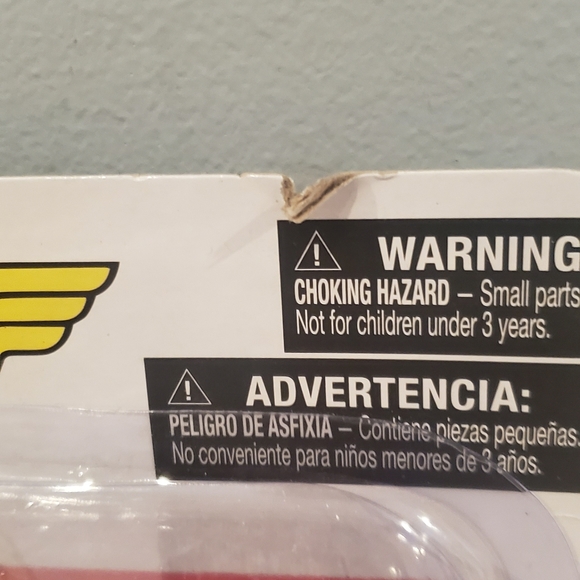 WARNING
CHOKING HAZARD – Small parts
Not for children under 3 years.
ADVERTENCIA:
PELIGRO DE ASFIXIA – Contiene piezas pequeñas.
No conveniente para niños menores de 3 años.